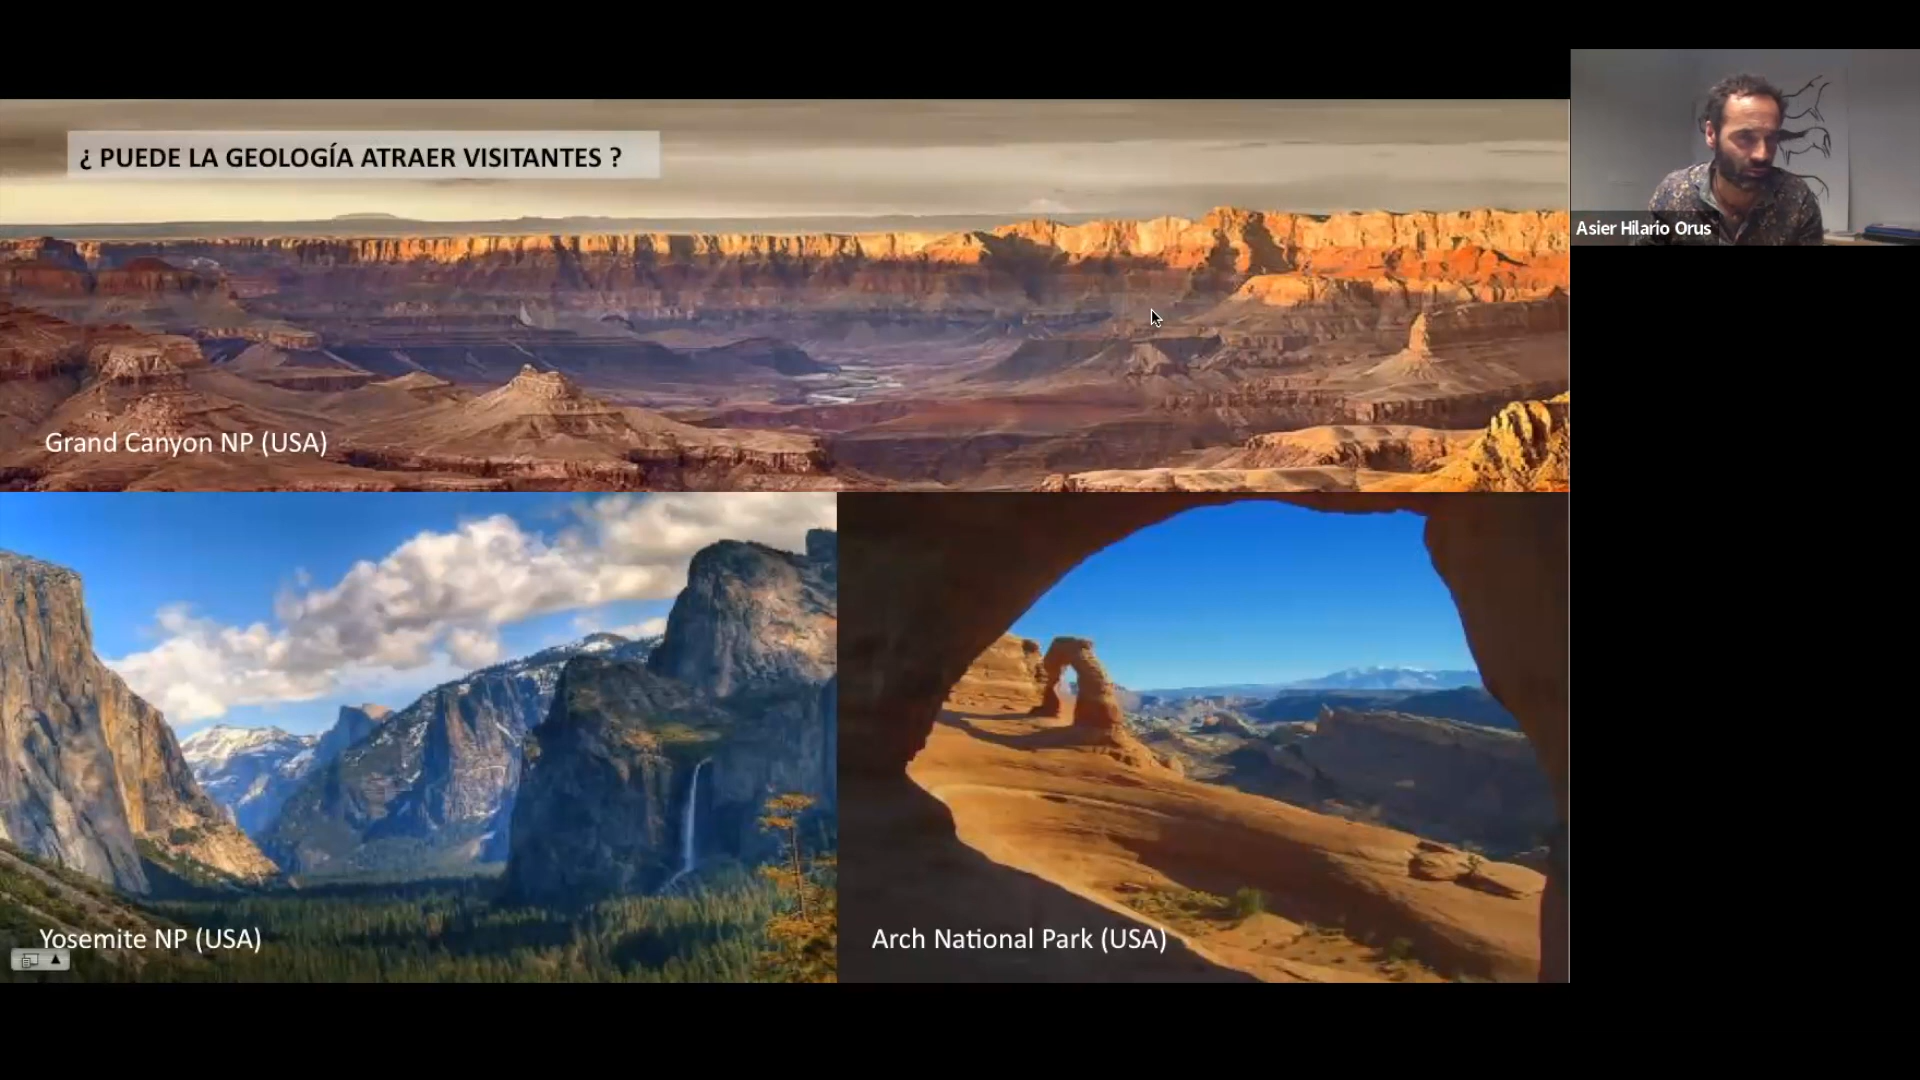 ¿ PUEDE LA GEOLOGÍA ATRAER VISITANTES ?
Asier Hilario Orus
Grand Canyon NP (USA)
Yosemite NP (USA)
Arch National Park (USA)